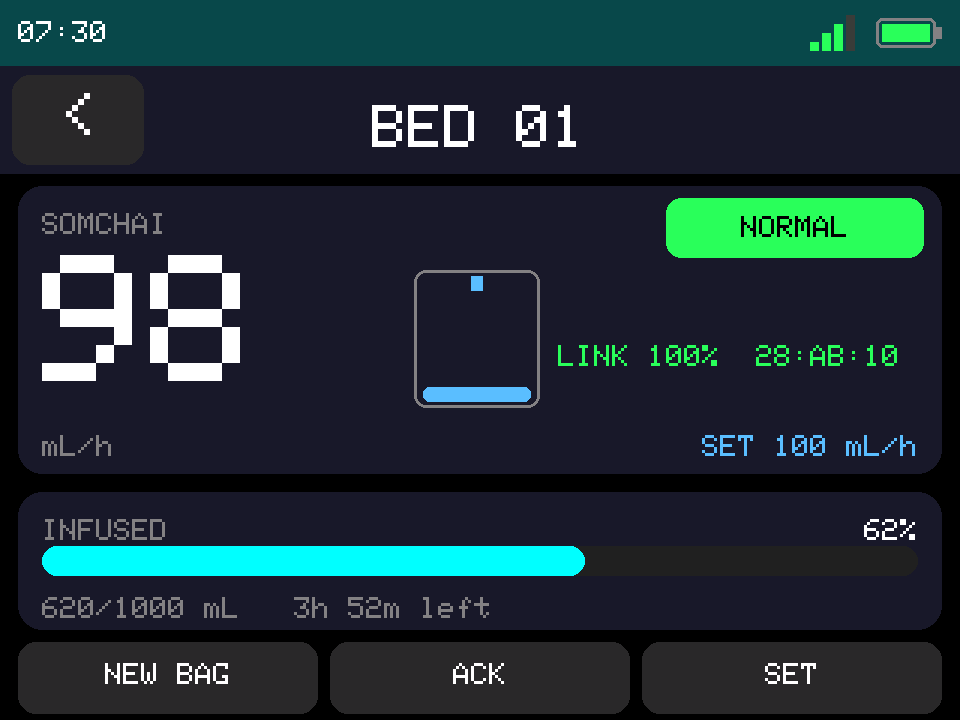 07:30
< BED 01
SOMCHAI
NORMAL
98
LINK 100% 28:AB:10
mL/h
SET 100 mL/h
INFUSED
62%
620/1000 mL 3h 52m left
NEW BAG
ACK
SET